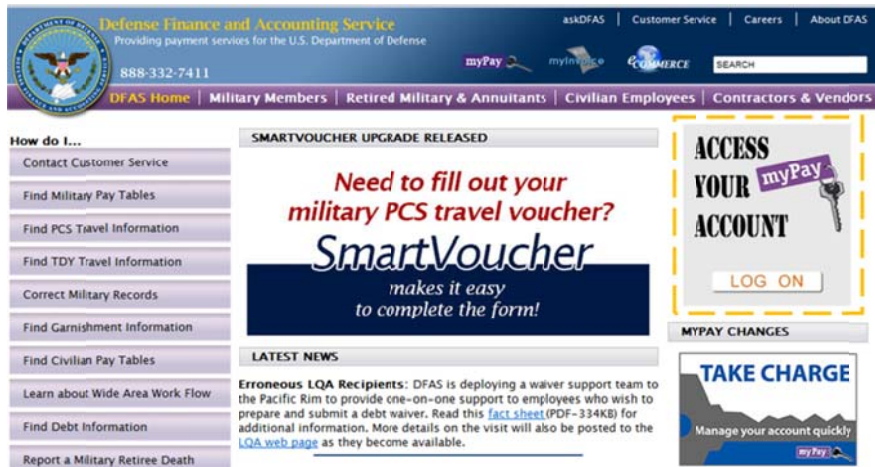 askDFAS | Customer Service | Careers | About DFAS
Defense Finance and Accounting Service
Providing payment services for the U.S. Department of Defense
888-332-7411
myPay
myInvoice
eCOMMERCE
SEARCH
DFAS Home | Military Members | Retired Military & Annuitants | Civilian Employees | Contractors & Vendors
How do I...
Contact Customer Service
Find Military Pay Tables
Find PCS Travel Information
Find TDY Travel Information
Correct Military Records
Find Garnishment Information
Find Civilian Pay Tables
Learn about Wide Area Work Flow
Find Debt Information
Report a Military Retiree Death
SMARTVOUCHER UPGRADE RELEASED
Need to fill out your
military PCS travel voucher?
SmartVoucher
makes it easy
to complete the form!
LATEST NEWS
Erroneous LQA Recipients: DFAS is deploying a waiver support team to
the Pacific Rim to provide one-on-one support to employees who wish to
prepare and submit a debt waiver. Read this fact sheet(PDF-334KB) for
additional information. More details on the visit will also be posted to the
LQA web page as they become available.
ACCESS
YOUR myPay
ACCOUNT
LOG ON
MYPAY CHANGES
TAKE CHARGE
Manage your account quickly
myPay